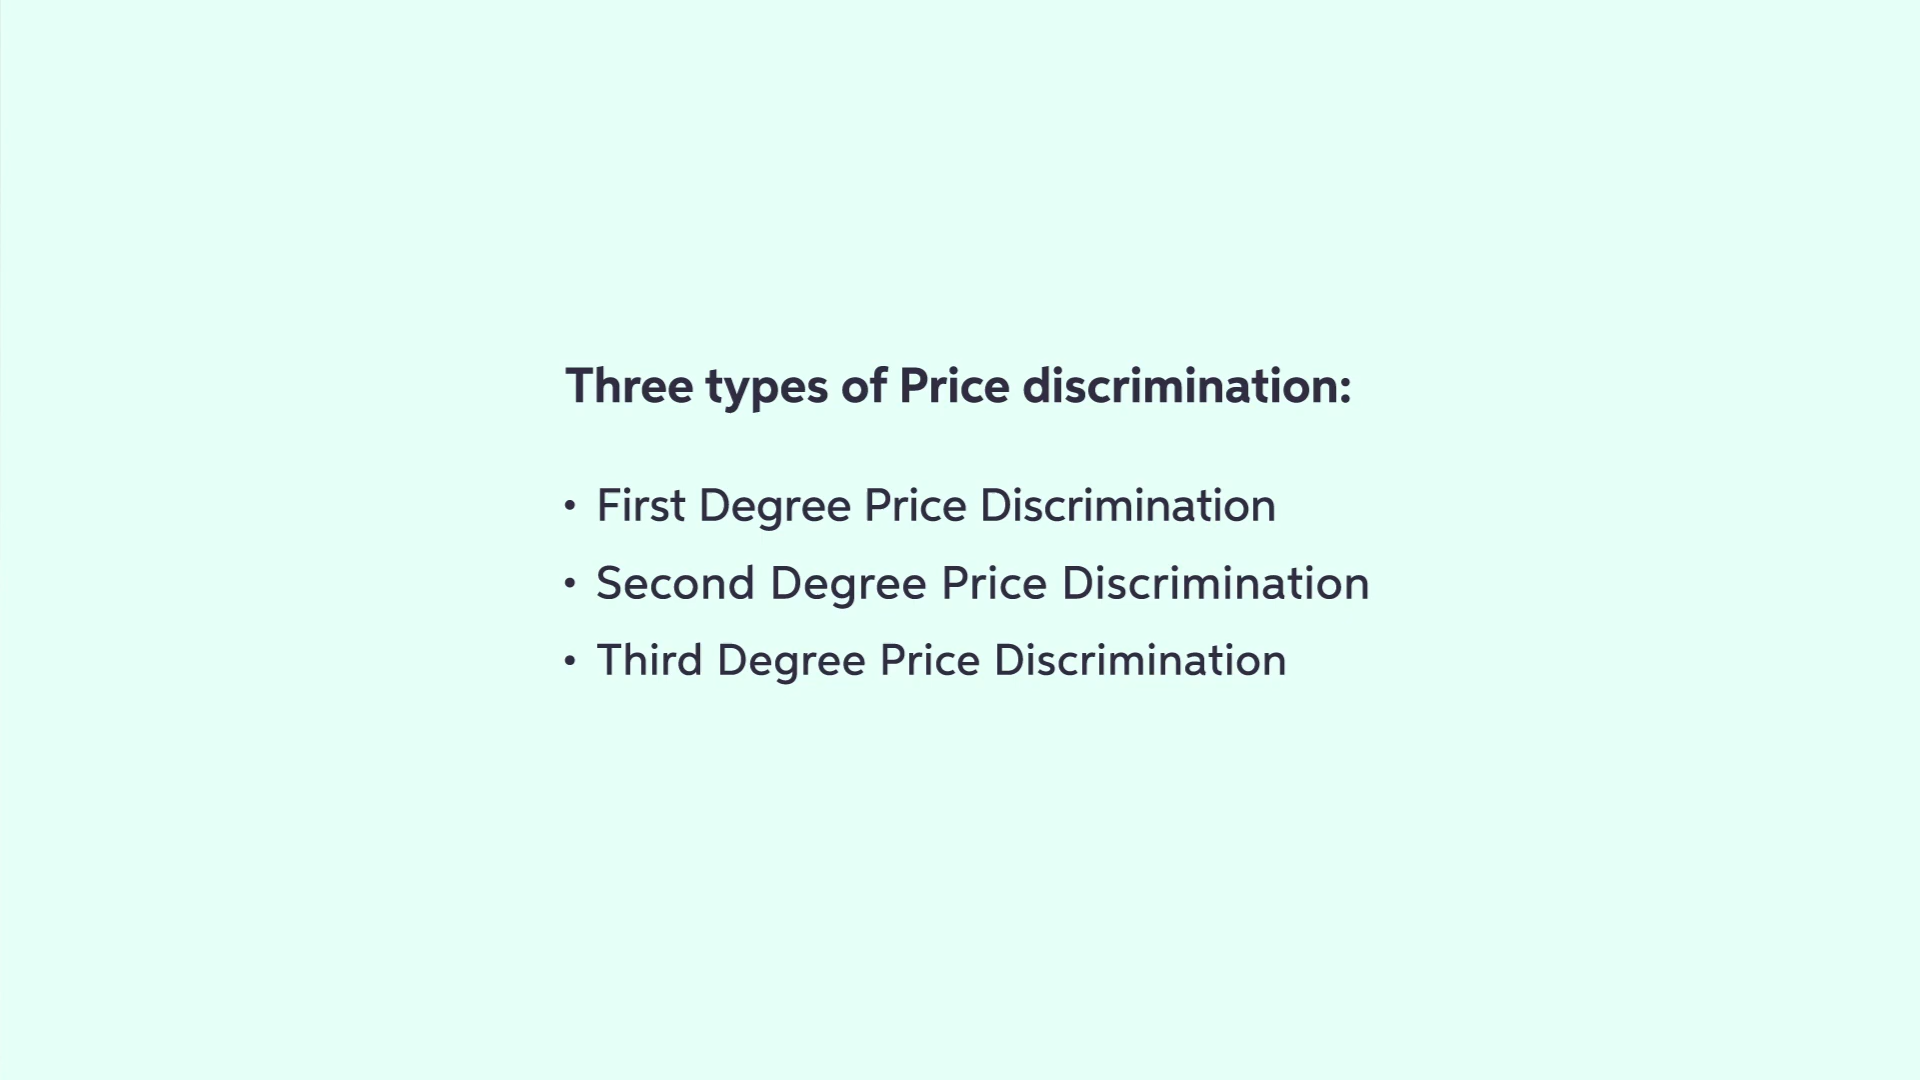 Three types of Price discrimination:
• First Degree Price Discrimination
• Second Degree Price Discrimination
• Third Degree Price Discrimination